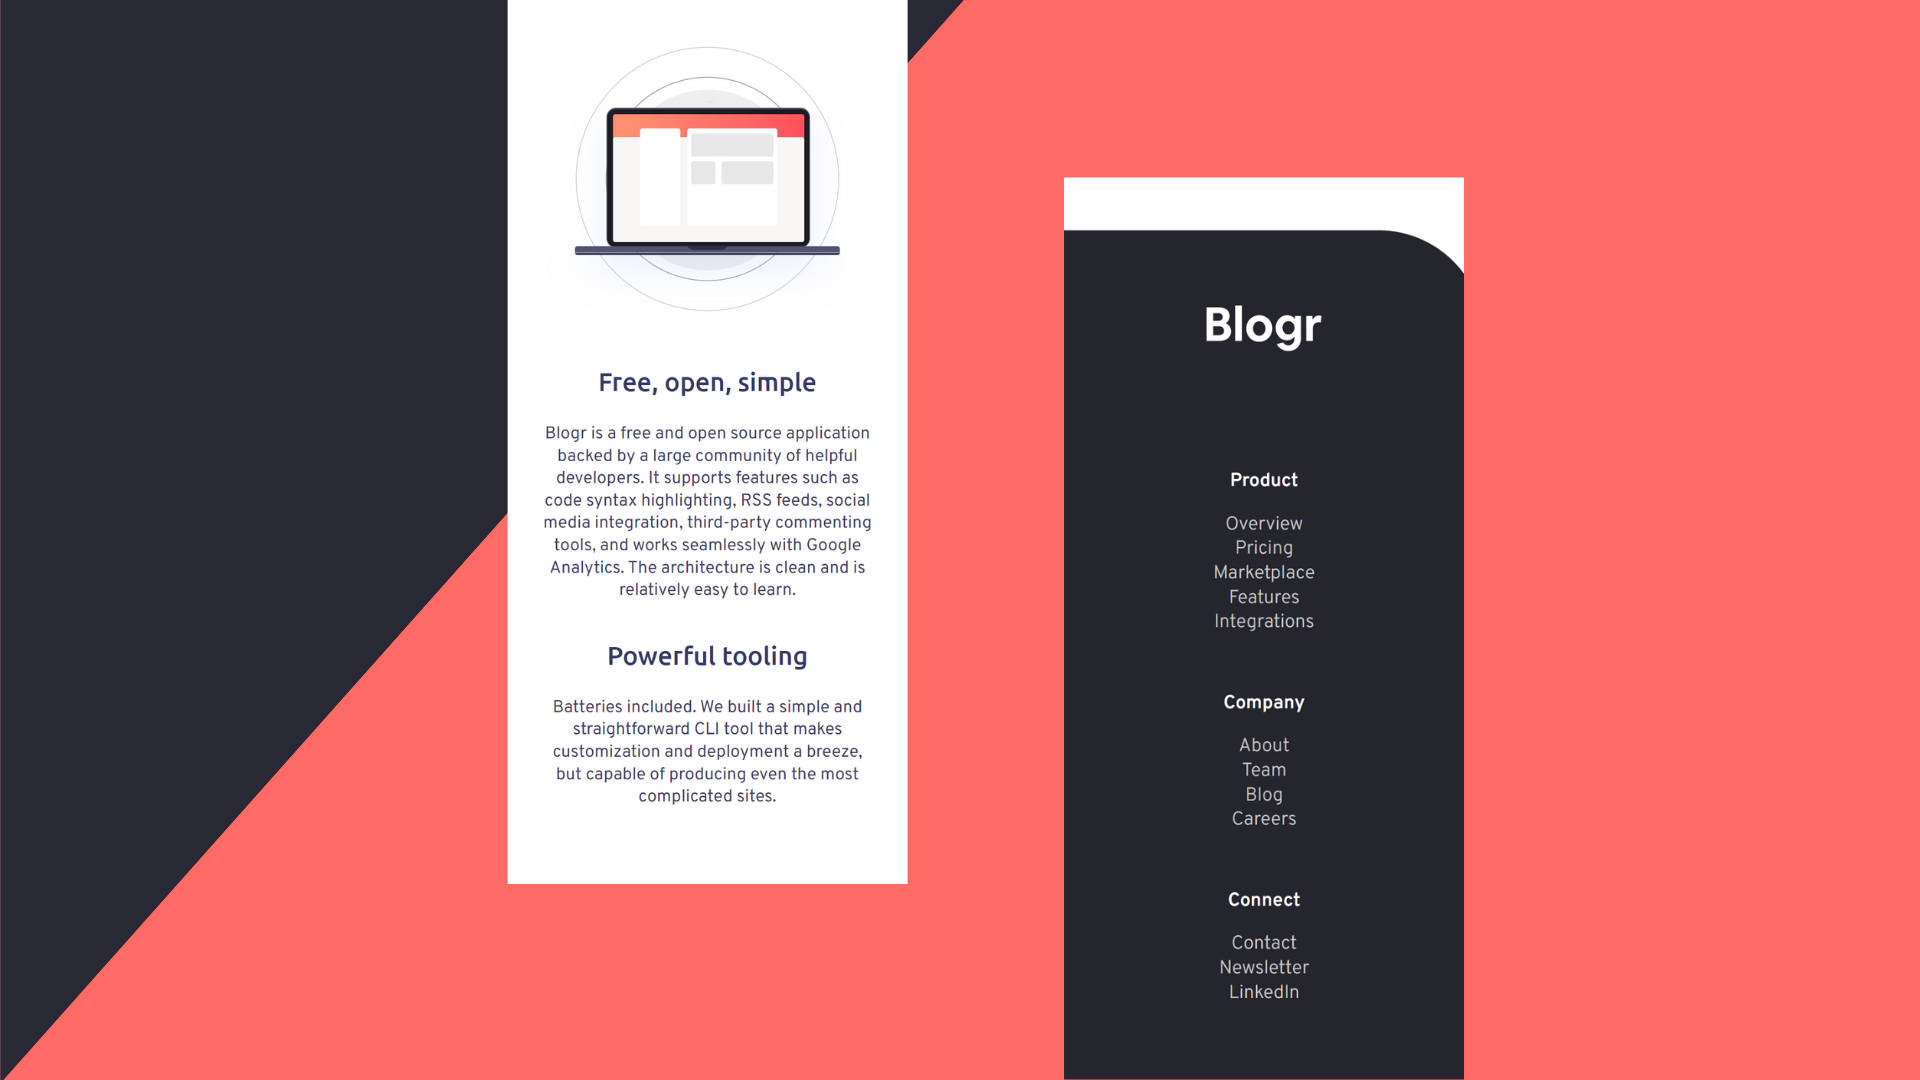 Free, open, simple
Blogr is a free and open source application
backed by a large community of helpful
developers. It supports features such as
code syntax highlighting, RSS feeds, social
media integration, third-party commenting
tools, and works seamlessly with Google
Analytics. The architecture is clean and is
relatively easy to learn.
Powerful tooling
Batteries included. We built a simple and
straightforward CLI tool that makes
customization and deployment a breeze,
but capable of producing even the most
complicated sites.
Blogr
Product
Overview
Pricing
Marketplace
Features
Integrations
Company
About
Team
Blog
Careers
Connect
Contact
Newsletter
LinkedIn